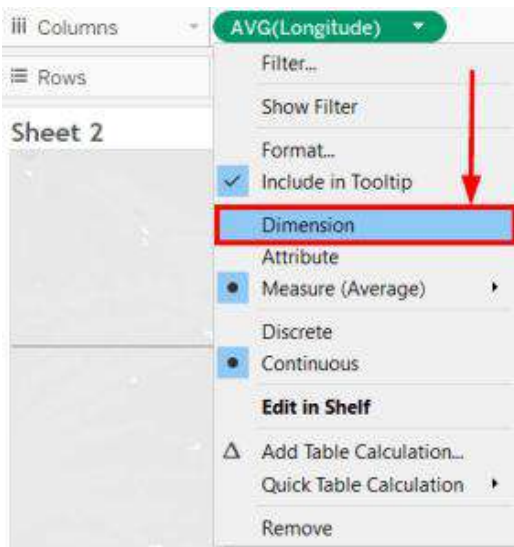 Columns
AVG(Longitude)
Rows
Sheet 2
Filter...
Show Filter
Format...
Include in Tooltip
Dimension
Attribute
Measure (Average)
Discrete
Continuous
Edit in Shelf
Add Table Calculation...
Quick Table Calculation
Remove